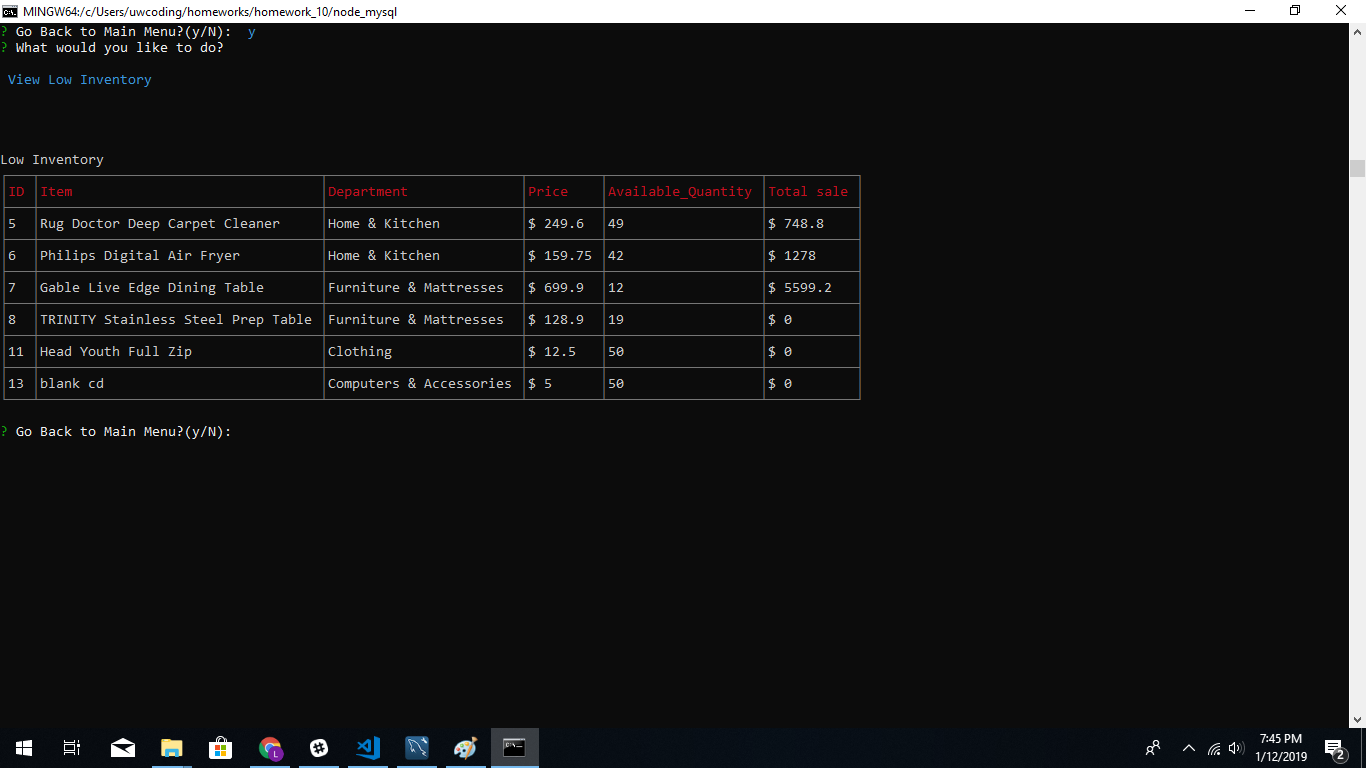 MINGW64:/c/Users/uwcoding/homeworks/homework_10/node_mysql
? Go Back to Main Menu?(y/N):  y
? What would you like to do?
View Low Inventory
Low Inventory
ID Item Department Price Available_Quantity Total sale
5 Rug Doctor Deep Carpet Cleaner Home & Kitchen $ 249.6 49 $ 748.8
6 Philips Digital Air Fryer Home & Kitchen $ 159.75 42 $ 1278
7 Gable Live Edge Dining Table Furniture & Mattresses $ 699.9 12 $ 5599.2
8 TRINITY Stainless Steel Prep Table Furniture & Mattresses $ 128.9 19 $ 0
11 Head Youth Full Zip Clothing $ 12.5 50 $ 0
13 blank cd Computers & Accessories $ 5 50 $ 0
? Go Back to Main Menu?(y/N):
7:45 PM
1/12/2019
2